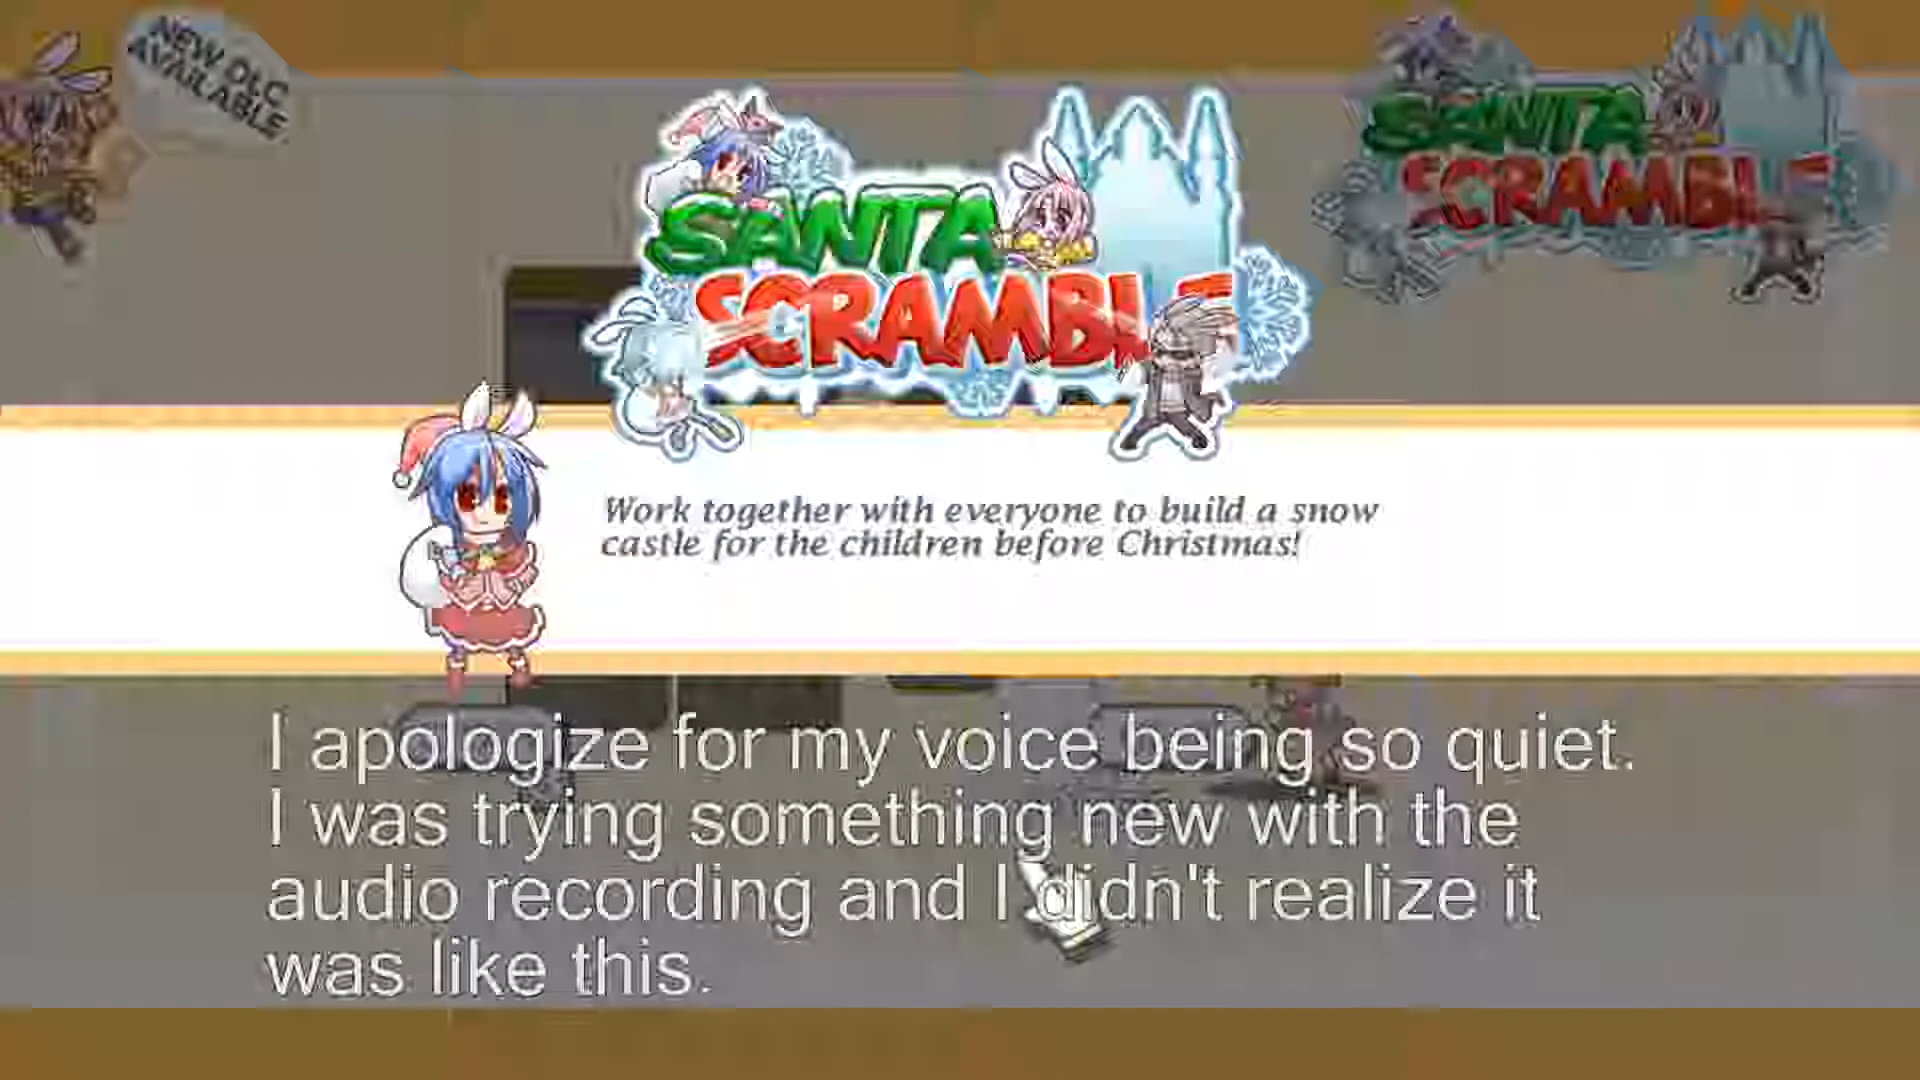 NEW DLC
AVAILABLE
SANTA
SCRAMBLE
SANTA
SCRAMBLE
Work together with everyone to build a snow
castle for the children before Christmas!
I apologize for my voice being so quiet.
I was trying something new with the
audio recording and I didn't realize it
was like this.